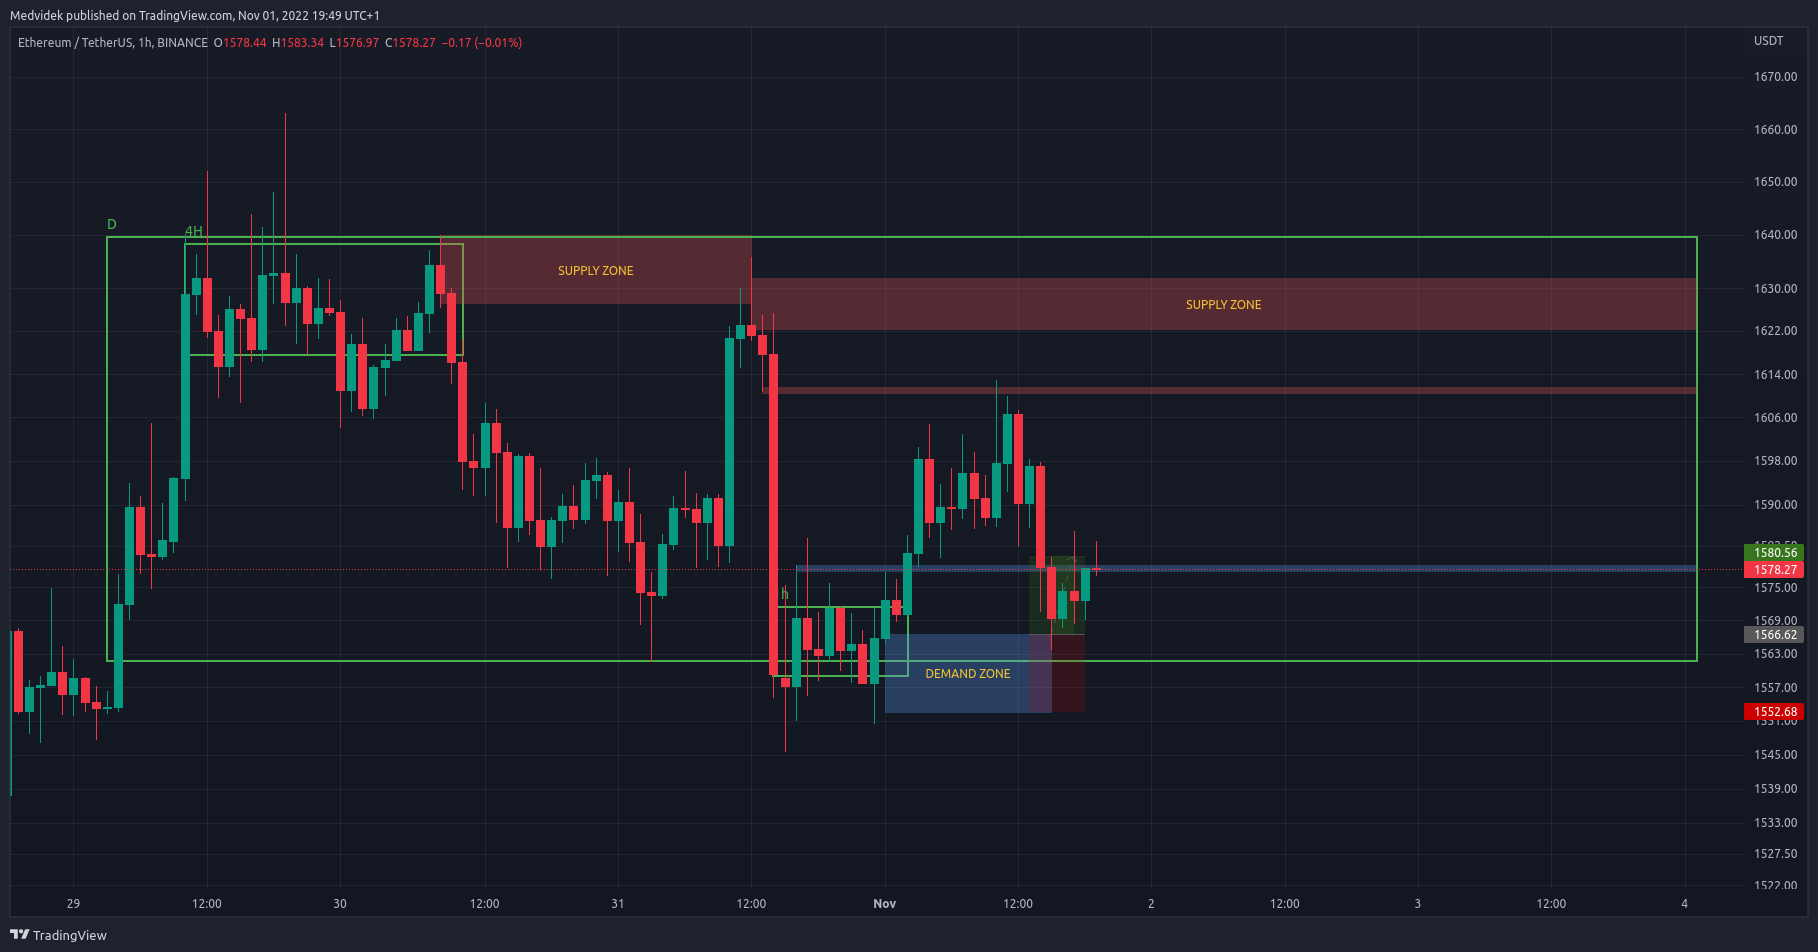 Medvidek published on TradingView.com, Nov 01, 2022 19:49 UTC+1
Ethereum / TetherUS, 1h, BINANCE O1578.44 H1583.34 L1576.97 C1578.27 −0.17 (−0.01%)
USDT
1670.00
1660.00
1650.00
D
4H
1640.00
SUPPLY ZONE
1630.00
SUPPLY ZONE
1622.00
1614.00
1606.00
1598.00
1590.00
1580.56
1578.27
1575.00
h
1569.00
1566.62
1563.00
DEMAND ZONE
1557.00
1552.68
1551.00
1545.00
1539.00
1533.00
1527.50
1522.00
29 12:00 30 12:00 31 12:00 Nov 12:00 2 12:00 3 12:00 4
TradingView